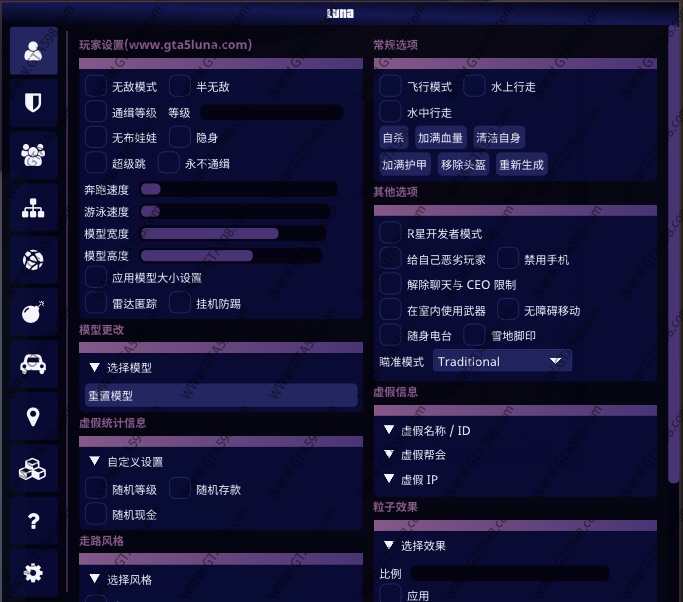 LUNA
玩家设置(www.gta5luna.com)
无敌模式 半无敌
通缉等级 等级
无布娃娃 隐身
超级跳 永不通缉
奔跑速度
游泳速度
模型宽度
模型高度
应用模型大小设置
雷达匿踪 挂机防踢
模型更改
选择模型
重置模型
虚假统计信息
自定义设置
随机等级 随机存款
随机现金
走路风格
选择风格
常规选项
飞行模式 水上行走
水中行走
自杀 加满血量 清洁自身
加满护甲 移除头盔 重新生成
其他选项
R星开发者模式
给自己恶劣玩家 禁用手机
解除聊天与 CEO 限制
在室内使用武器 无障碍移动
随身电台 雪地脚印
瞄准模式 Traditional
虚假信息
虚假名称 / ID
虚假帮会
虚假 IP
粒子效果
选择效果
比例
应用